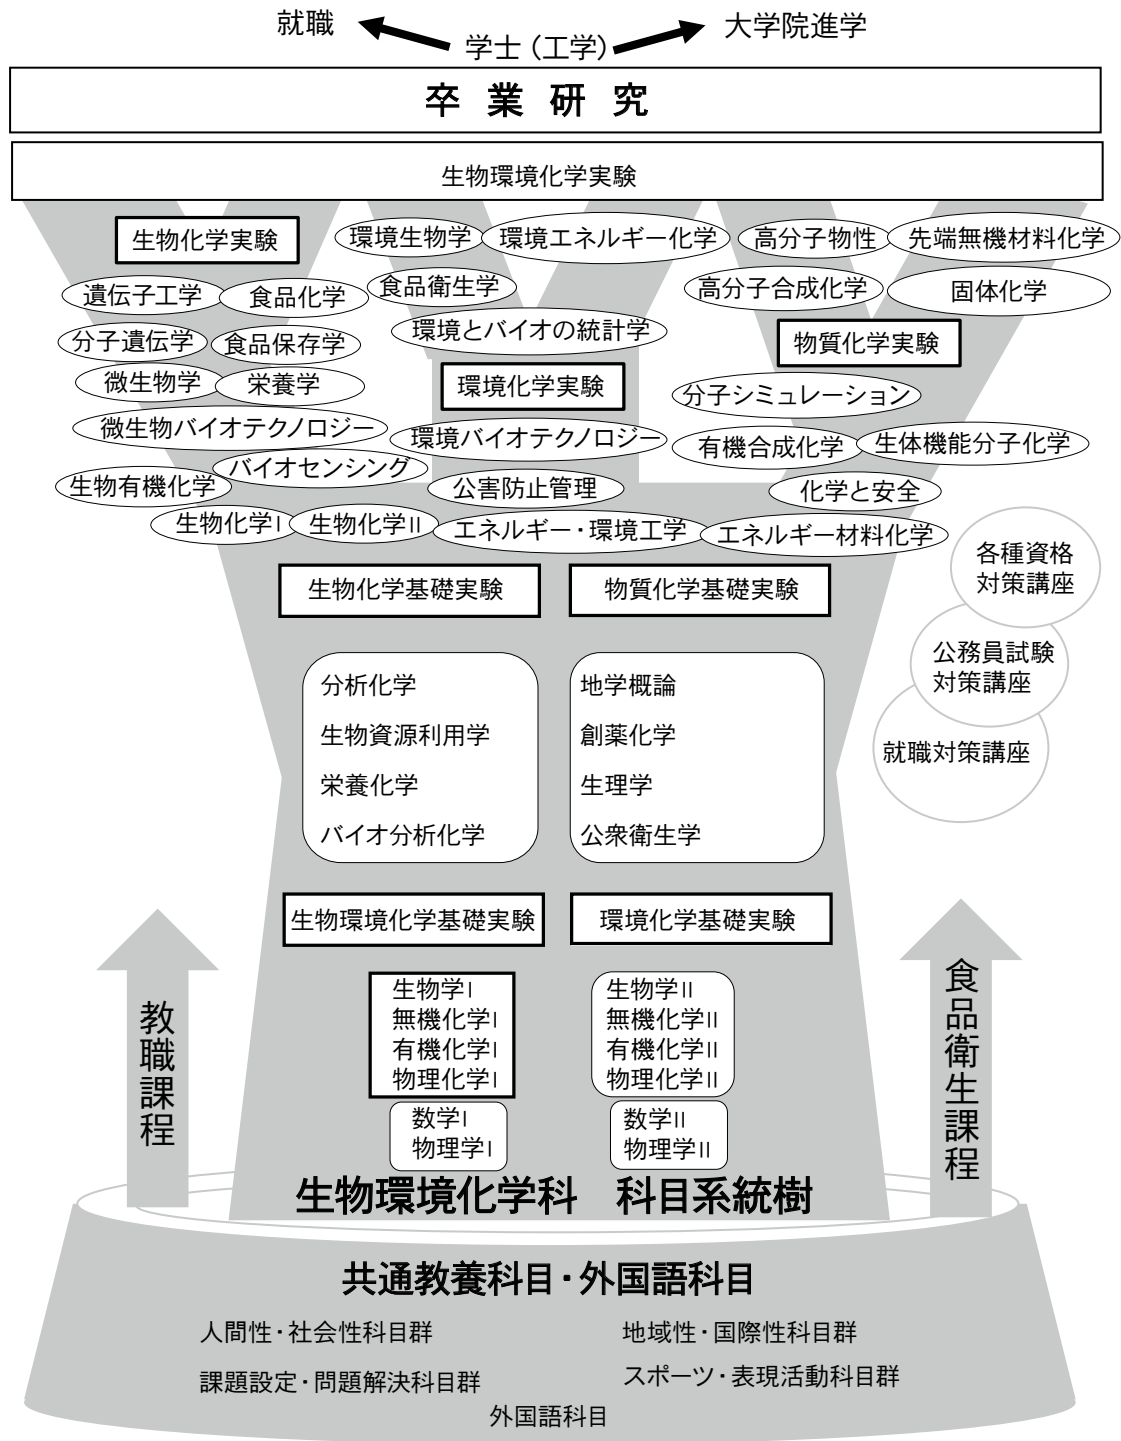 就職
大学院進学
学士（工学）
卒業研究
生物環境化学実験
生物化学実験
環境生物学
環境エネルギー化学
高分子物性
先端無機材料化学
遺伝子工学
食品化学
食品衛生学
高分子合成化学
固体化学
分子遺伝学
食品保存学
環境とバイオの統計学
物質化学実験
微生物学
栄養学
環境化学実験
分子シミュレーション
微生物バイオテクノロジー
環境バイオテクノロジー
有機合成化学
生体機能分子化学
バイオセンシング
生物有機化学
公害防止管理
化学と安全
生物化学Ⅰ
生物化学Ⅱ
エネルギー・環境工学
エネルギー材料化学
各種資格
対策講座
生物化学基礎実験
物質化学基礎実験
公務員試験
対策講座
就職対策講座
分析化学
生物資源利用学
栄養化学
バイオ分析化学
地学概論
創薬化学
生理学
公衆衛生学
生物環境化学基礎実験
環境化学基礎実験
教職課程
食品衛生課程
生物学Ⅰ
無機化学Ⅰ
有機化学Ⅰ
物理化学Ⅰ
生物学Ⅱ
無機化学Ⅱ
有機化学Ⅱ
物理化学Ⅱ
数学Ⅰ
物理学Ⅰ
数学Ⅱ
物理学Ⅱ
生物環境化学科　科目系統樹
共通教養科目・外国語科目
人間性・社会性科目群
地域性・国際性科目群
課題設定・問題解決科目群
スポーツ・表現活動科目群
外国語科目